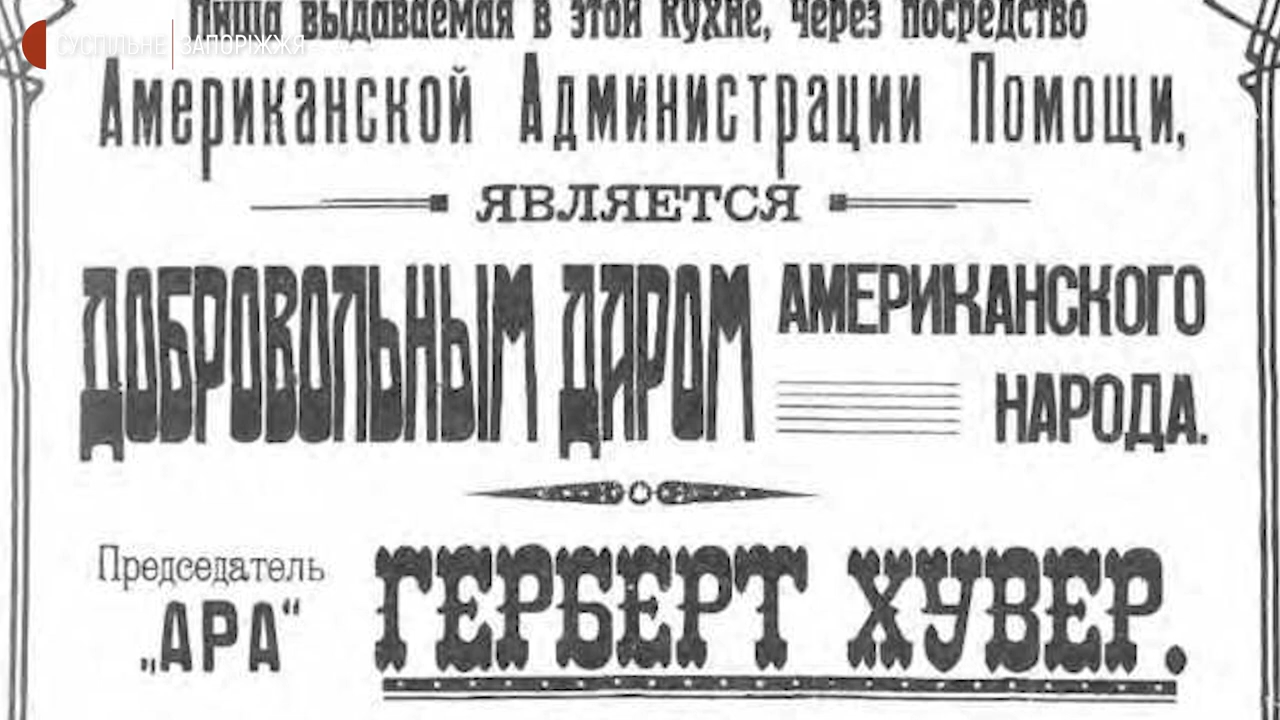 Пища выдаваемая в этой кухне, через посредство
СУСПІЛЬНЕ ЗАПОРІЖЖЯ
Американской Администрации Помощи,
ЯВЛЯЕТСЯ
ДОБРОВОЛЬНЫМ ДАРОМ АМЕРИКАНСКОГО
НАРОДА.
Председатель
„АРА“
ГЕРБЕРТ ХУВЕР.